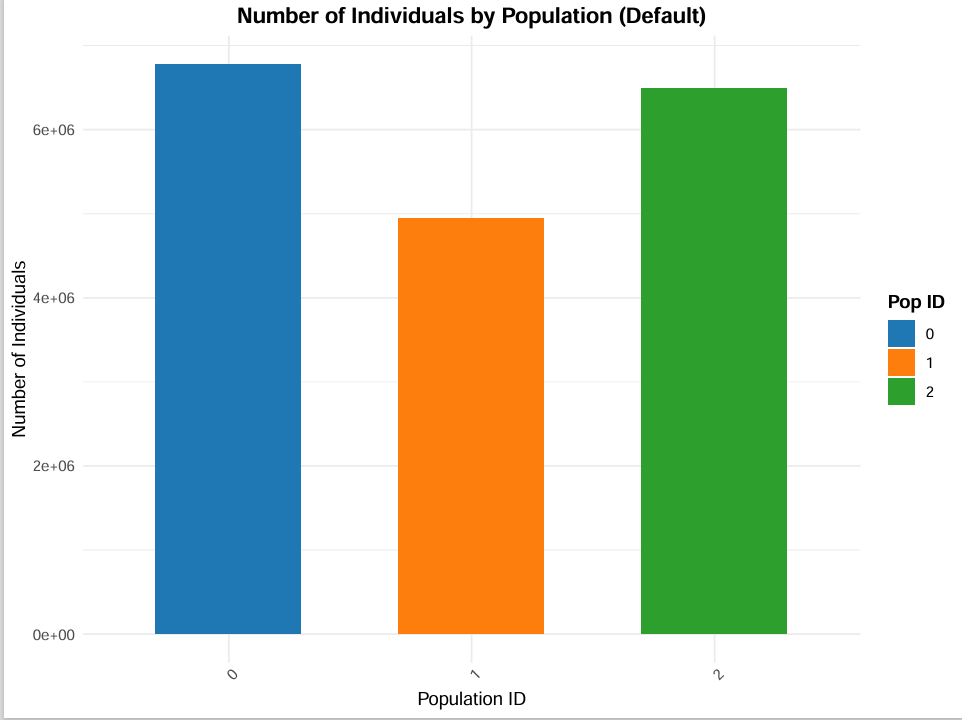 Number of Individuals by Population (Default)
Number of Individuals
6e+06
4e+06
2e+06
0e+00
0
1
2
Population ID
Pop ID
0
1
2